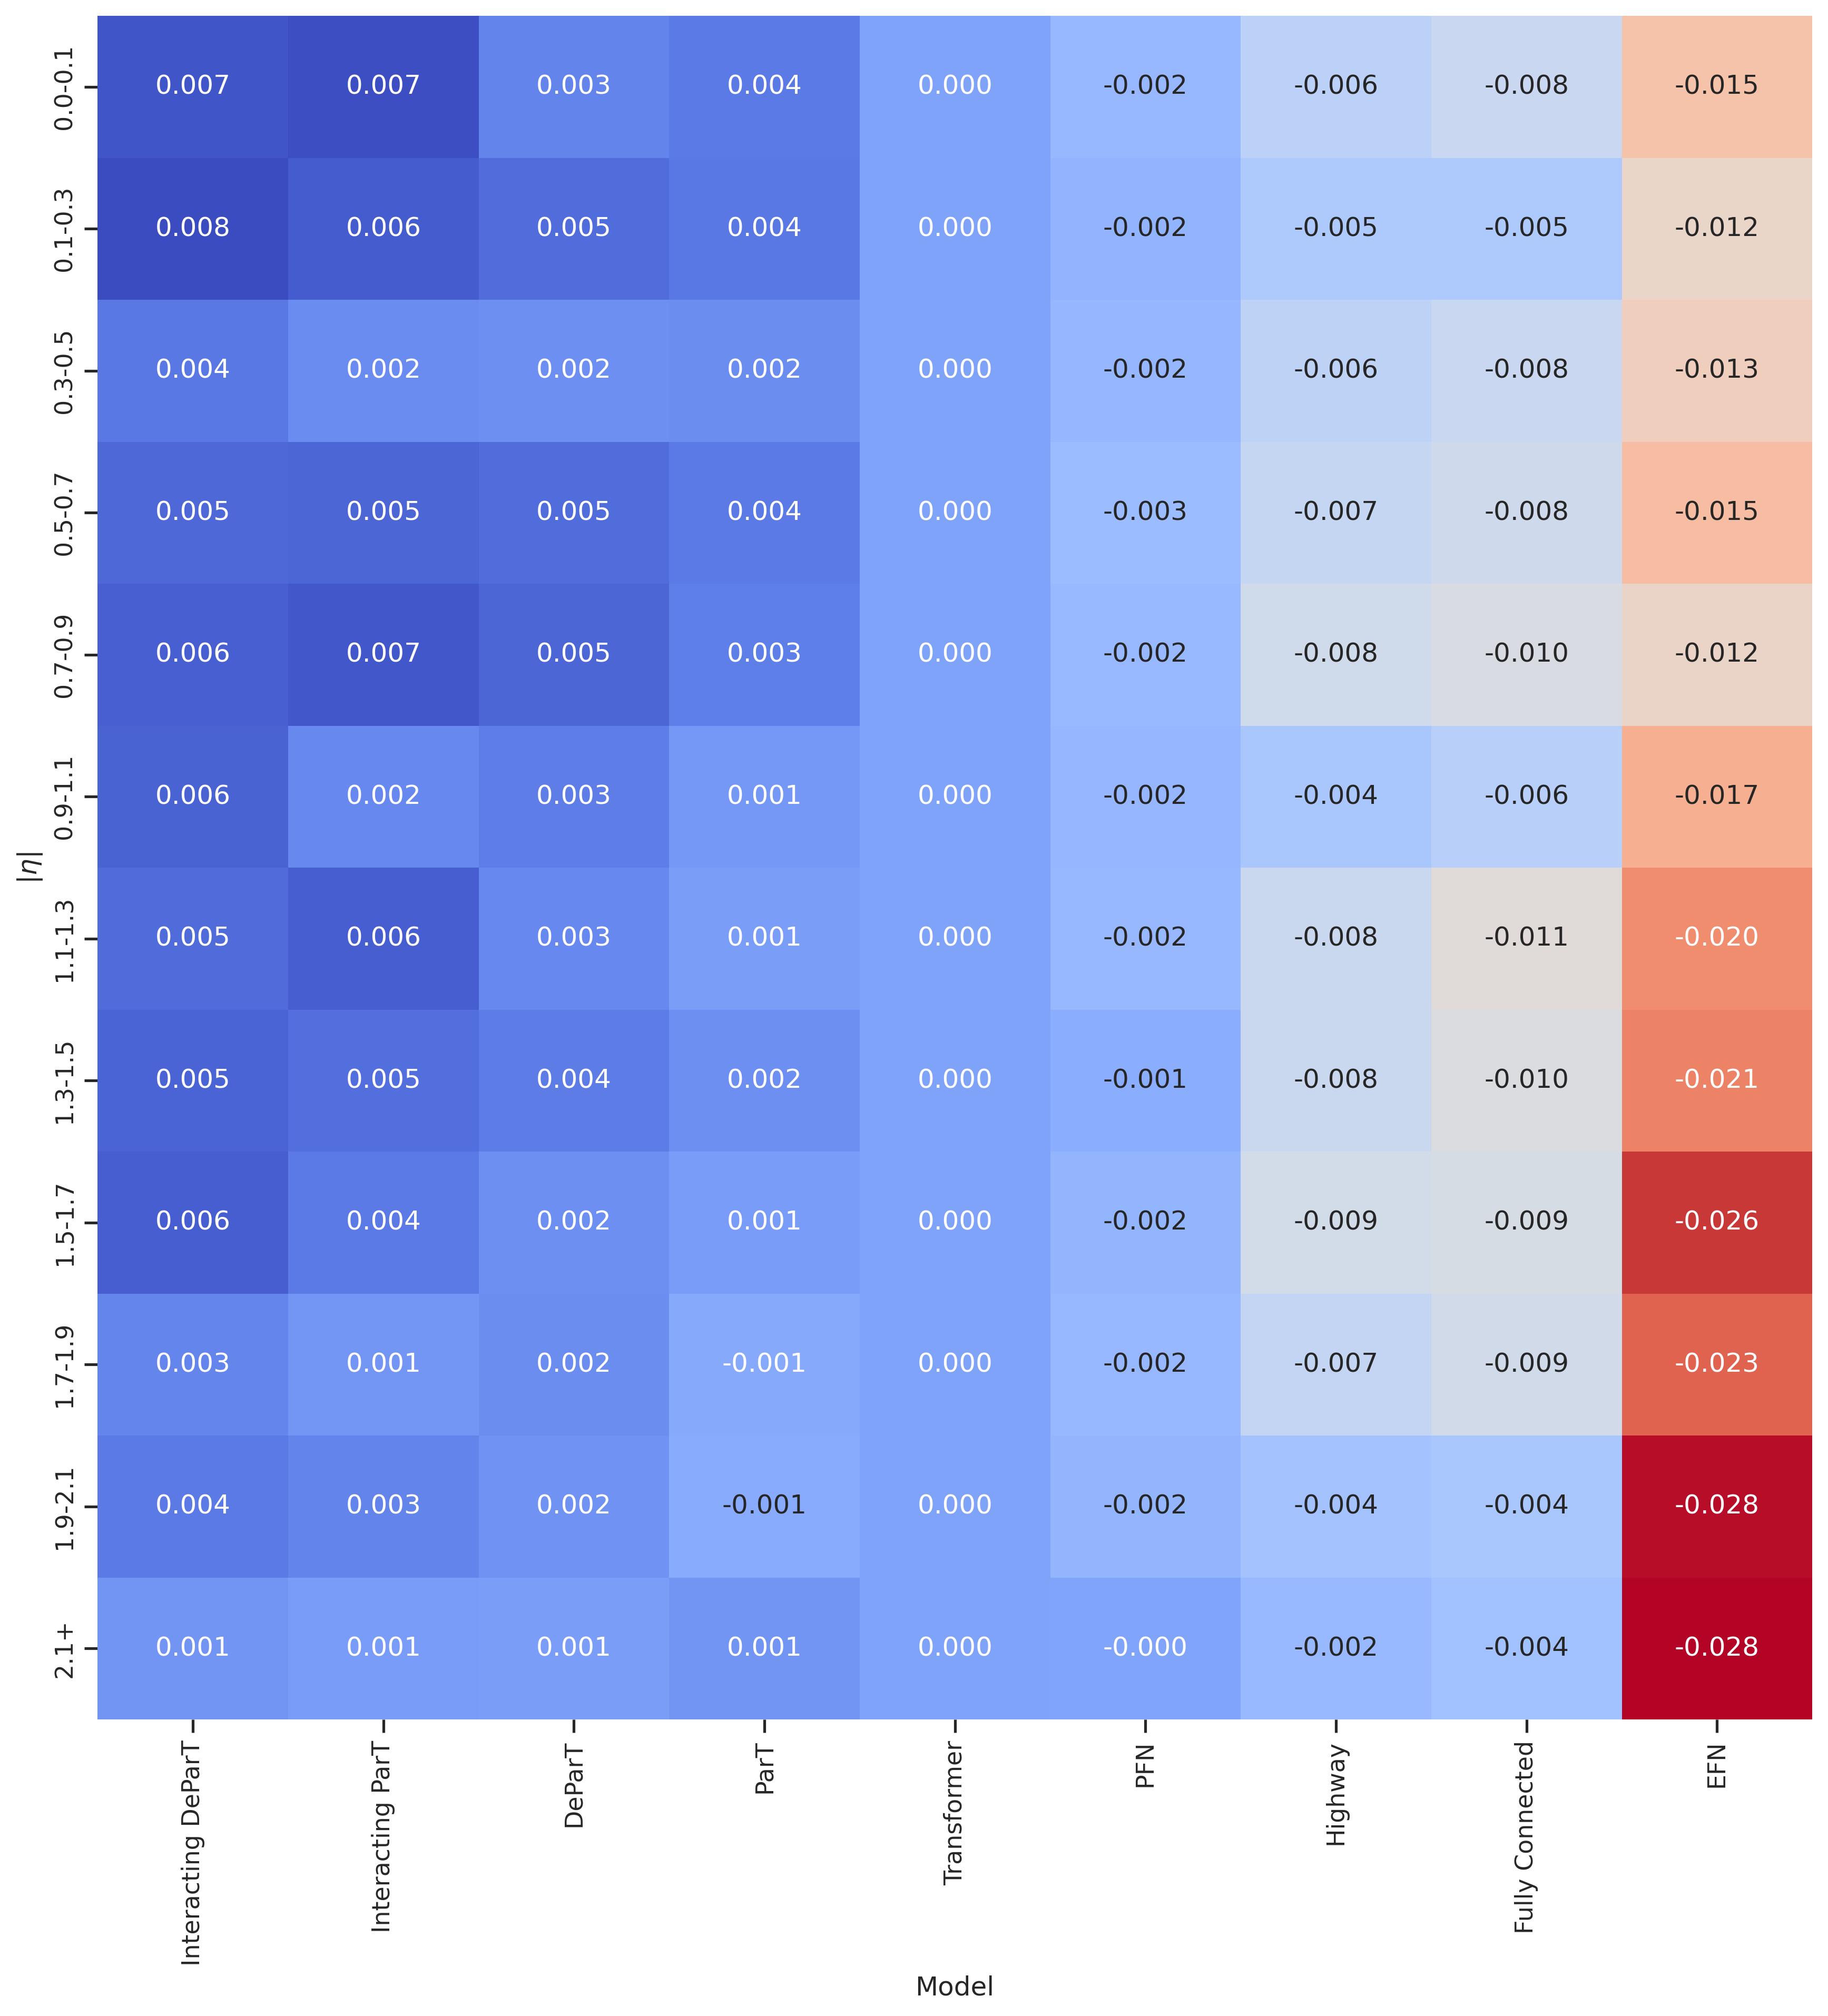 0.0-0.1 0.007 0.007 0.003 0.004 0.000 -0.002 -0.006 -0.008 -0.015
0.1-0.3 0.008 0.006 0.005 0.004 0.000 -0.002 -0.005 -0.005 -0.012
0.3-0.5 0.004 0.002 0.002 0.002 0.000 -0.002 -0.006 -0.008 -0.013
0.5-0.7 0.005 0.005 0.005 0.004 0.000 -0.003 -0.007 -0.008 -0.015
0.7-0.9 0.006 0.007 0.005 0.003 0.000 -0.002 -0.008 -0.010 -0.012
0.9-1.1 0.006 0.002 0.003 0.001 0.000 -0.002 -0.004 -0.006 -0.017
|η|
1.1-1.3 0.005 0.006 0.003 0.001 0.000 -0.002 -0.008 -0.011 -0.020
1.3-1.5 0.005 0.005 0.004 0.002 0.000 -0.001 -0.008 -0.010 -0.021
1.5-1.7 0.006 0.004 0.002 0.001 0.000 -0.002 -0.009 -0.009 -0.026
1.7-1.9 0.003 0.001 0.002 -0.001 0.000 -0.002 -0.007 -0.009 -0.023
1.9-2.1 0.004 0.003 0.002 -0.001 0.000 -0.002 -0.004 -0.004 -0.028
2.1+ 0.001 0.001 0.001 0.001 0.000 -0.000 -0.002 -0.004 -0.028
Interacting DeParT
Interacting ParT
DeParT
ParT
Transformer
PFN
Highway
Fully Connected
EFN
Model